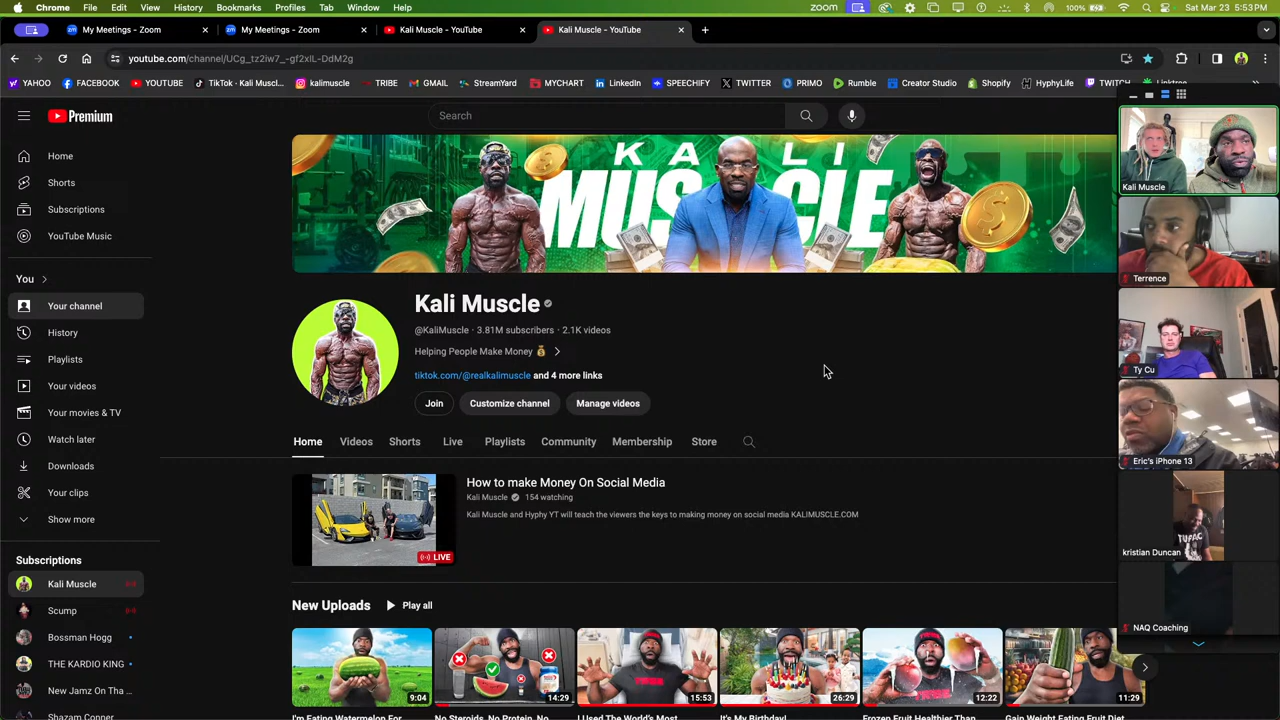 Chrome File Edit View History Bookmarks Profiles Tab Window Help
zoom 100% Sat Mar 23 5:53 PM
My Meetings - Zoom
My Meetings - Zoom
Kali Muscle - YouTube
Kali Muscle - YouTube
youtube.com/channel/UCg_tz2iw7_-gf2xIL-DdM2g
YAHOO FACEBOOK YOUTUBE TikTok - Kali Muscl... kalimuscle TRIBE GMAIL StreamYard MYCHART LinkedIn SPEECHIFY TWITTER PRIMO Rumble Creator Studio Shopify HyphyLife TWITCH Linktree
Premium
Search
Home
Shorts
Subscriptions
YouTube Music
You
Your channel
History
Playlists
Your videos
Your movies & TV
Watch later
Downloads
Your clips
Show more
Subscriptions
Kali Muscle
Scump
Bossman Hogg
THE KARDIO KING
New Jamz On Tha ...
Shazam Conner
KALI
MUSCLE
Kali Muscle
@KaliMuscle · 3.81M subscribers · 2.1K videos
Helping People Make Money 💰
tiktok.com/@realkalimuscle and 4 more links
Join Customize channel Manage videos
Home Videos Shorts Live Playlists Community Membership Store
How to make Money On Social Media
Kali Muscle 154 watching
Kali Muscle and Hyphy YT will teach the viewers the keys to making money on social media KALIMUSCLE.COM
LIVE
New Uploads Play all
9:04
14:29
15:53
26:29
12:22
11:29
I'm Eating Watermelon For
No Steroids, No Protein, No
I Used The World's Most
It's My Birthday!
Frozen Fruit Healthier Than
Gain Weight Eating Fruit Diet
Kali Muscle
Terrence
Ty Cu
Eric's iPhone 13
TUPAC
kristian Duncan
NAQ Coaching